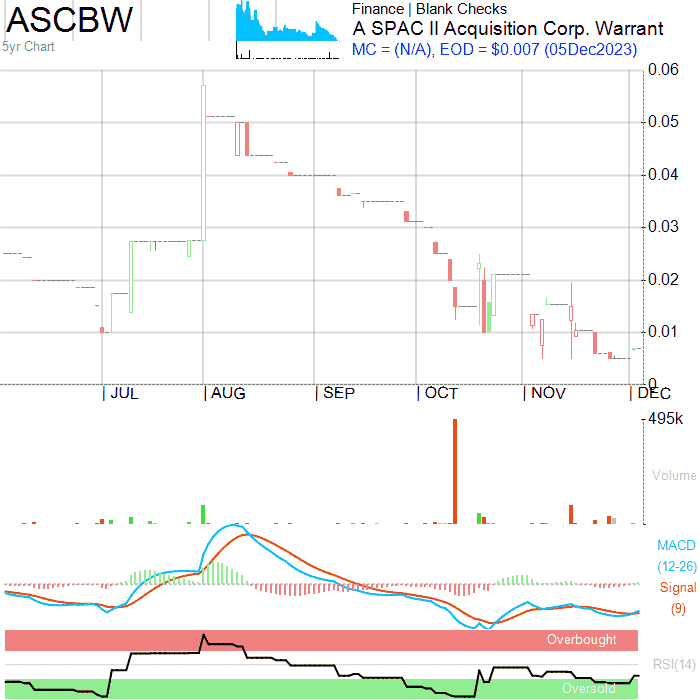 ASCBW
5yr Chart
Finance | Blank Checks
A SPAC II Acquisition Corp. Warrant
MC = (N/A), EOD = $0.007 (05Dec2023)
0.06
0.05
0.04
0.03
0.02
0.01
0
| JUL | AUG | SEP | OCT | NOV | DEC
495k
Volume
MACD
(12-26)
Signal
(9)
Overbought
RSI(14)
Oversold